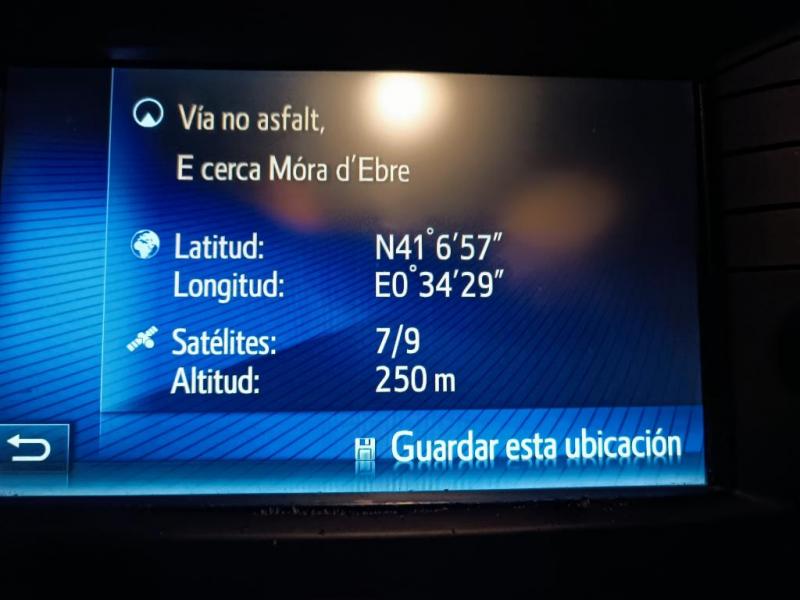 Vía no asfalt,
E cerca Móra d'Ebre
Latitud: N41°6'57"
Longitud: E0°34'29"
Satélites: 7/9
Altitud: 250 m
Guardar esta ubicación